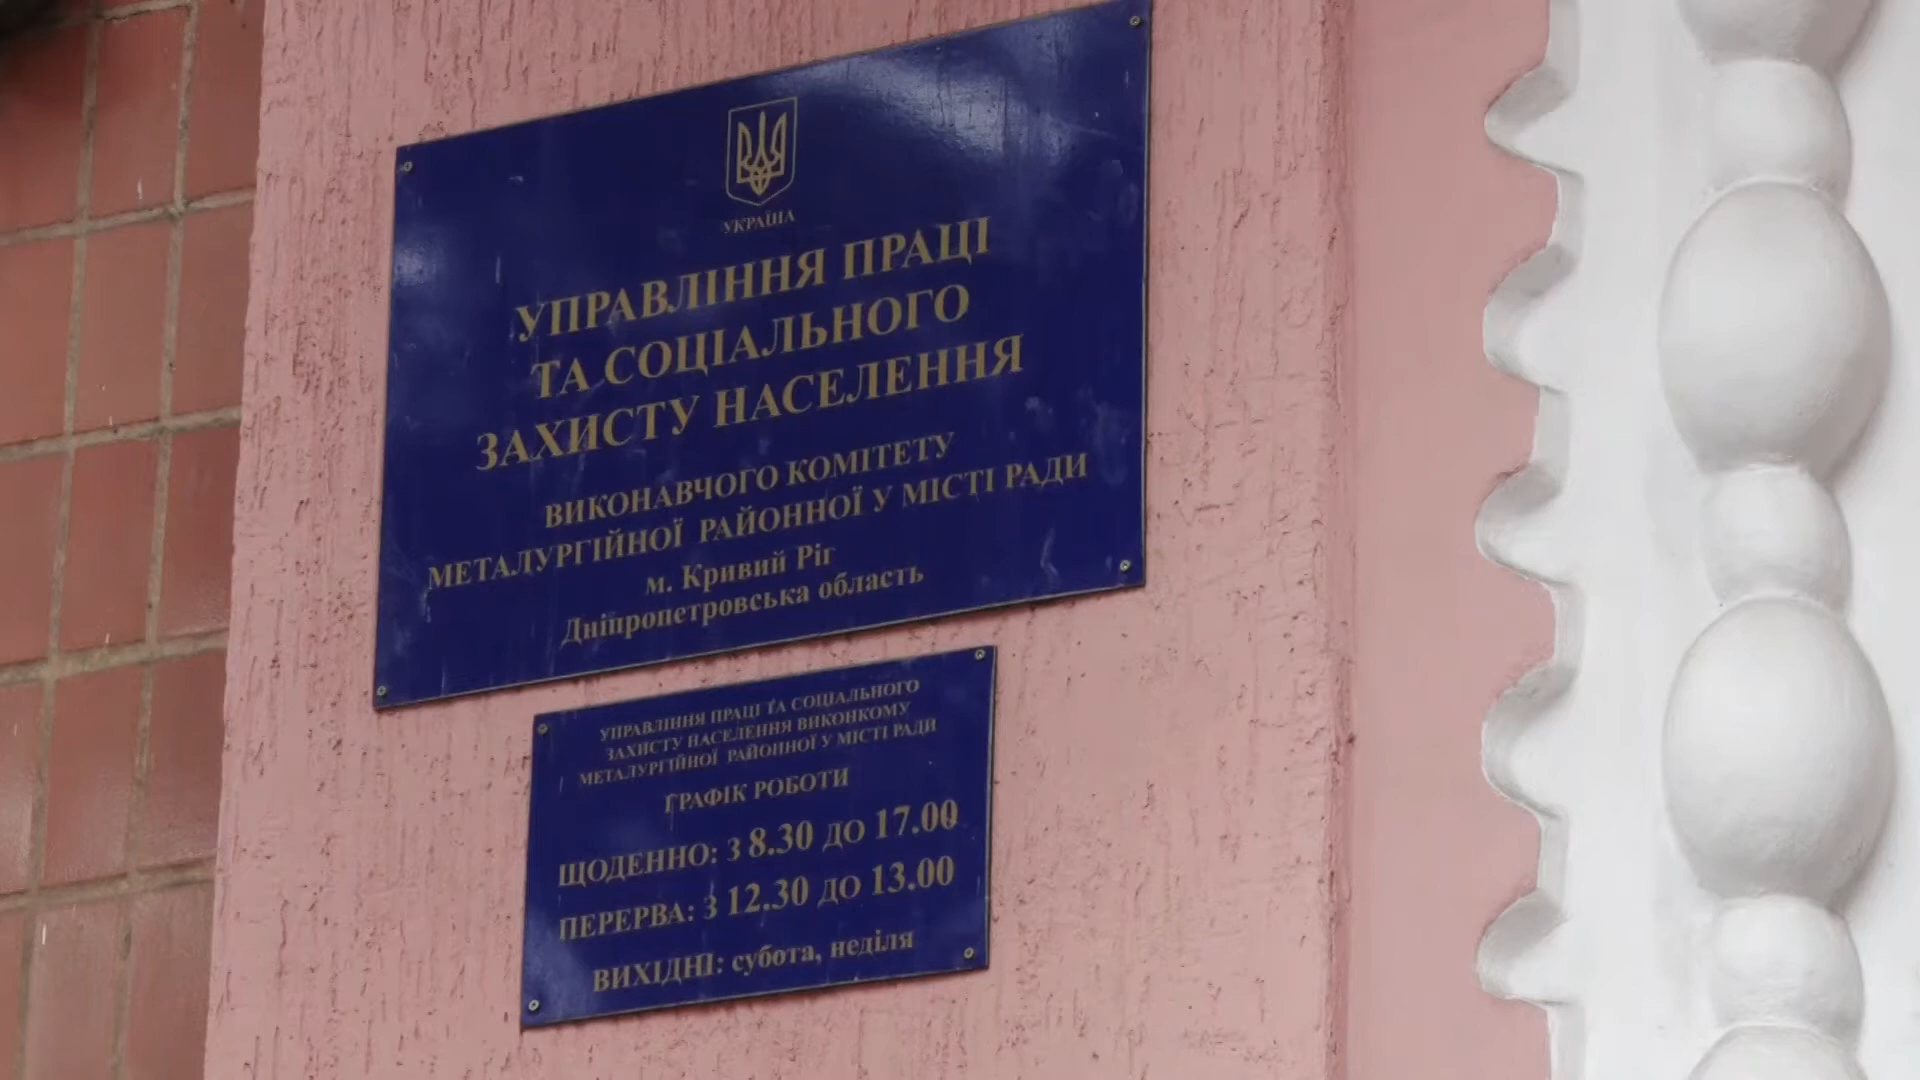 УКРАЇНА
УПРАВЛІННЯ ПРАЦІ
ТА СОЦІАЛЬНОГО
ЗАХИСТУ НАСЕЛЕННЯ
ВИКОНАВЧОГО КОМІТЕТУ
МЕТАЛУРГІЙНОЇ РАЙОННОЇ У МІСТІ РАДИ
м. Кривий Ріг
Дніпропетровська область
УПРАВЛІННЯ ПРАЦІ ТА СОЦІАЛЬНОГО
ЗАХИСТУ НАСЕЛЕННЯ ВИКОНКОМУ
МЕТАЛУРГІЙНОЇ РАЙОННОЇ У МІСТІ РАДИ
ГРАФІК РОБОТИ
ЩОДЕННО: З 8.30 ДО 17.00
ПЕРЕРВА: З 12.30 ДО 13.00
ВИХІДНІ: субота, неділя